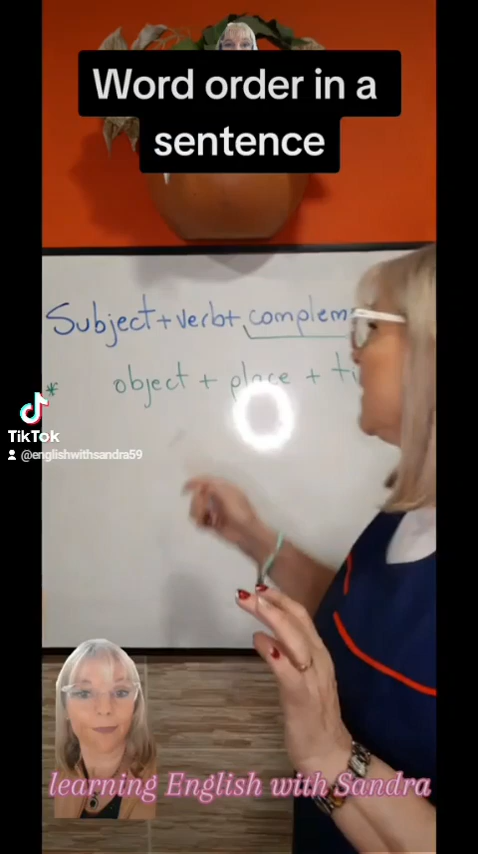 Word order in a
sentence
Subject+verb+ complem
* object + place + ti
TikTok
@englishwithsandra59
learning English with Sandra